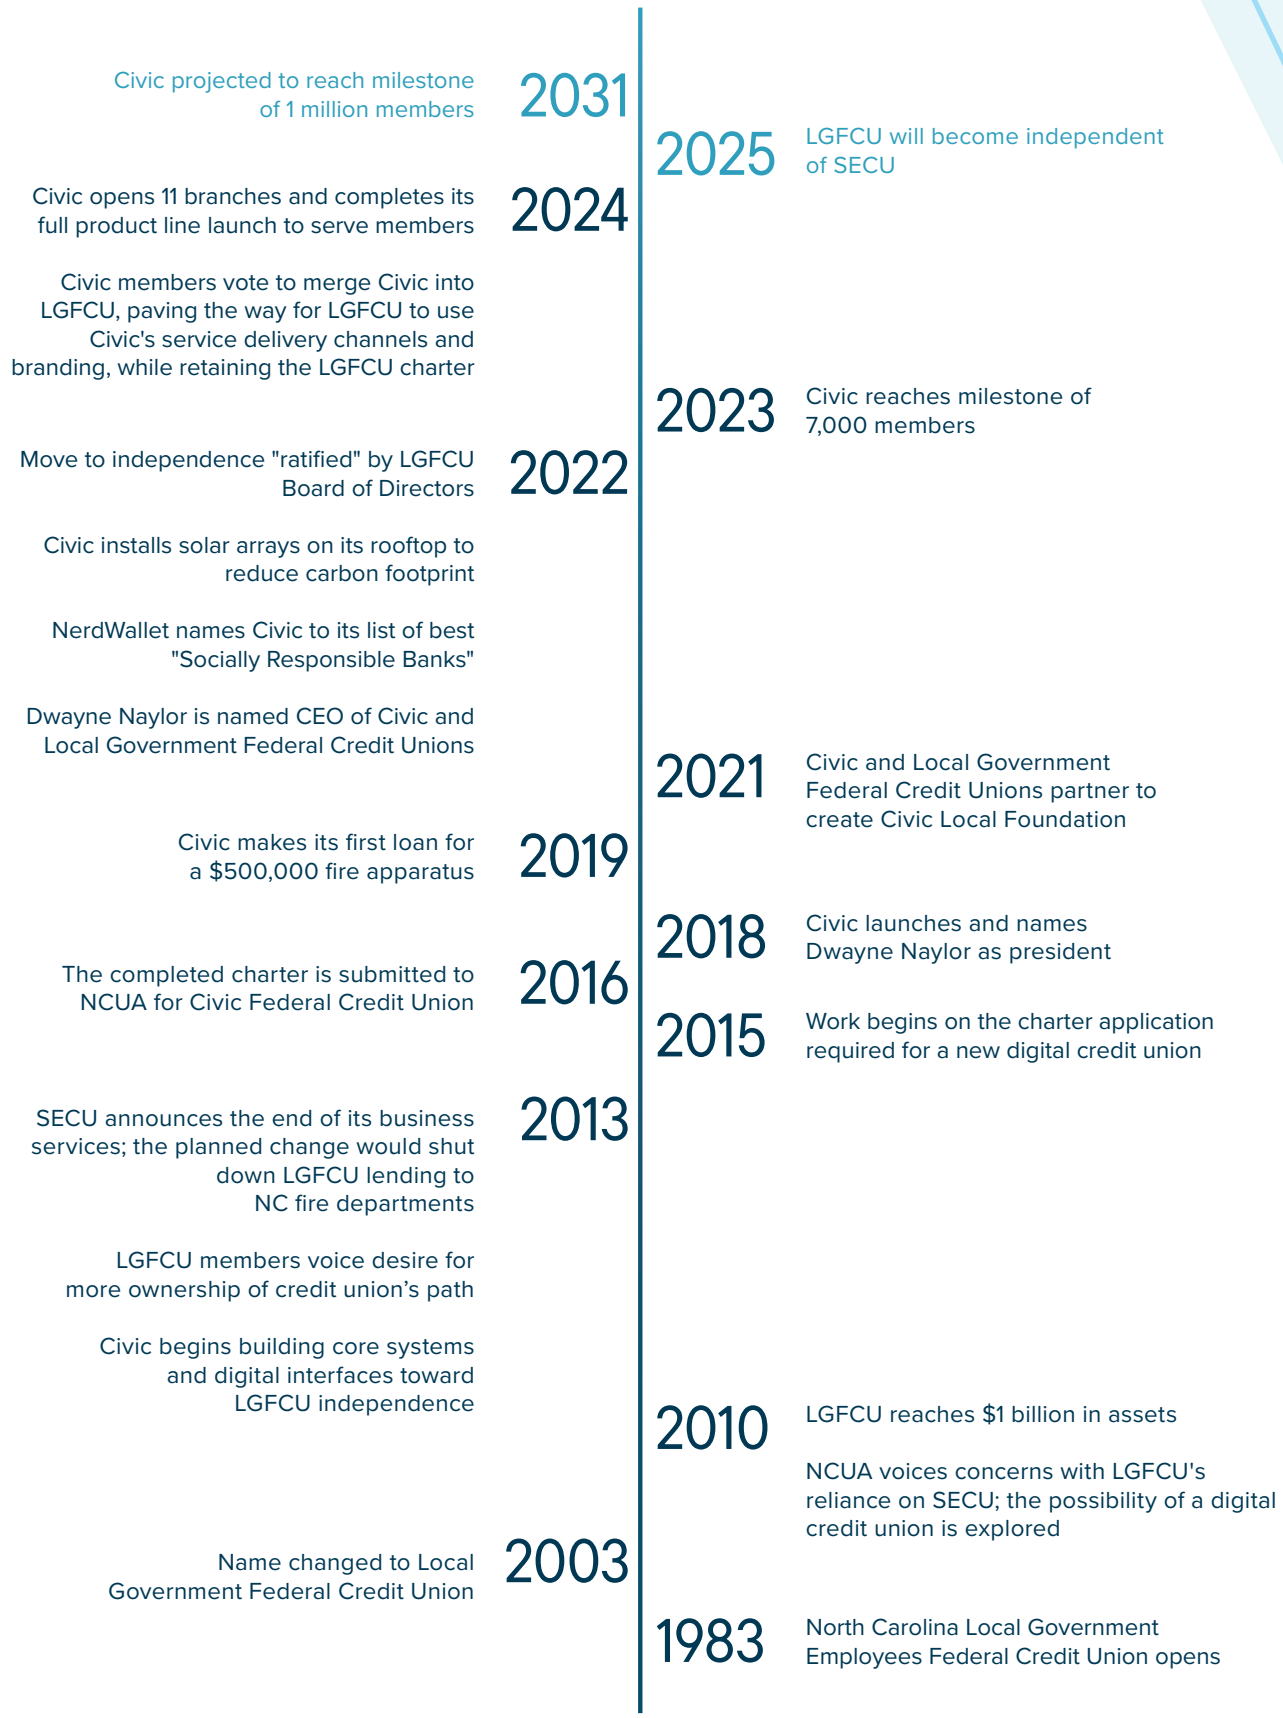 2031
Civic projected to reach milestone
of 1 million members
2025
LGFCU will become independent
of SECU
2024
Civic opens 11 branches and completes its
full product line launch to serve members
Civic members vote to merge Civic into
LGFCU, paving the way for LGFCU to use
Civic's service delivery channels and
branding, while retaining the LGFCU charter
2023
Civic reaches milestone of
7,000 members
2022
Move to independence "ratified" by LGFCU
Board of Directors
Civic installs solar arrays on its rooftop to
reduce carbon footprint
NerdWallet names Civic to its list of best
"Socially Responsible Banks"
Dwayne Naylor is named CEO of Civic and
Local Government Federal Credit Unions
2021
Civic and Local Government
Federal Credit Unions partner to
create Civic Local Foundation
2019
Civic makes its first loan for
a $500,000 fire apparatus
2018
Civic launches and names
Dwayne Naylor as president
2016
The completed charter is submitted to
NCUA for Civic Federal Credit Union
2015
Work begins on the charter application
required for a new digital credit union
2013
SECU announces the end of its business
services; the planned change would shut
down LGFCU lending to
NC fire departments
LGFCU members voice desire for
more ownership of credit union’s path
Civic begins building core systems
and digital interfaces toward
LGFCU independence
2010
LGFCU reaches $1 billion in assets
NCUA voices concerns with LGFCU's
reliance on SECU; the possibility of a digital
credit union is explored
2003
Name changed to Local
Government Federal Credit Union
1983
North Carolina Local Government
Employees Federal Credit Union opens